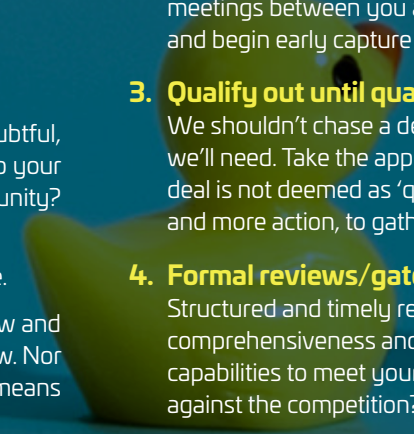 ubtful,
o your
unity?
e.
w and
w. Nor
means
meetings between you a
and begin early capture
3. Qualify out until qua
We shouldn't chase a de
we'll need. Take the app
deal is not deemed as 'q
and more action, to gath
4. Formal reviews/gate
Structured and timely re
comprehensiveness and
capabilities to meet your
against the competition?